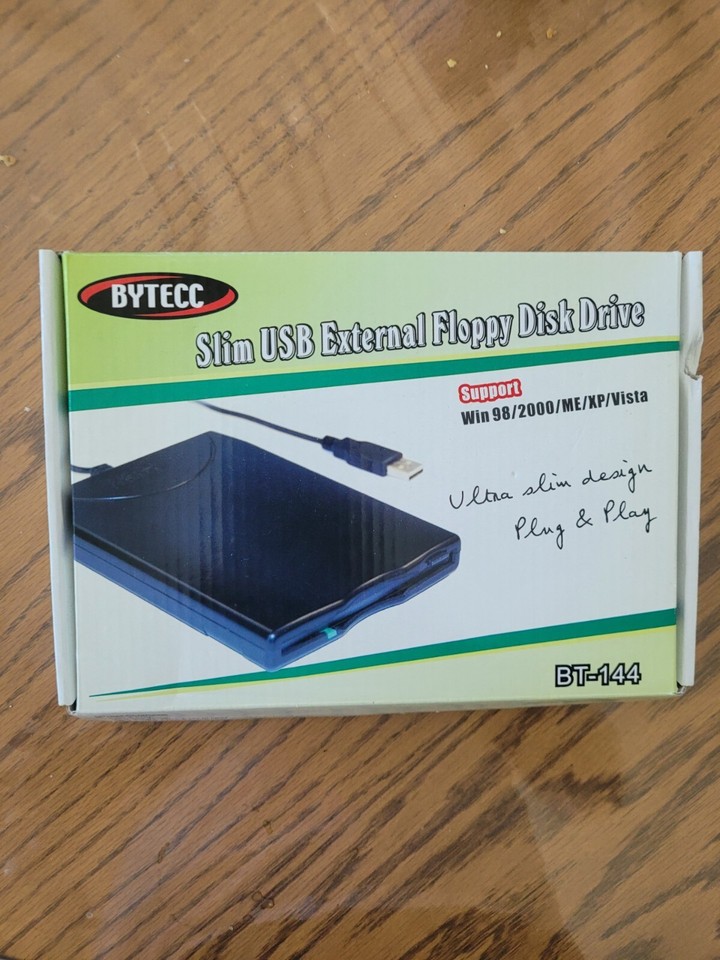 BYTECC
Slim USB External Floppy Disk Drive
Support
Win 98/2000/ME/XP/Vista
Ultra slim design
Plug & Play
BT-144